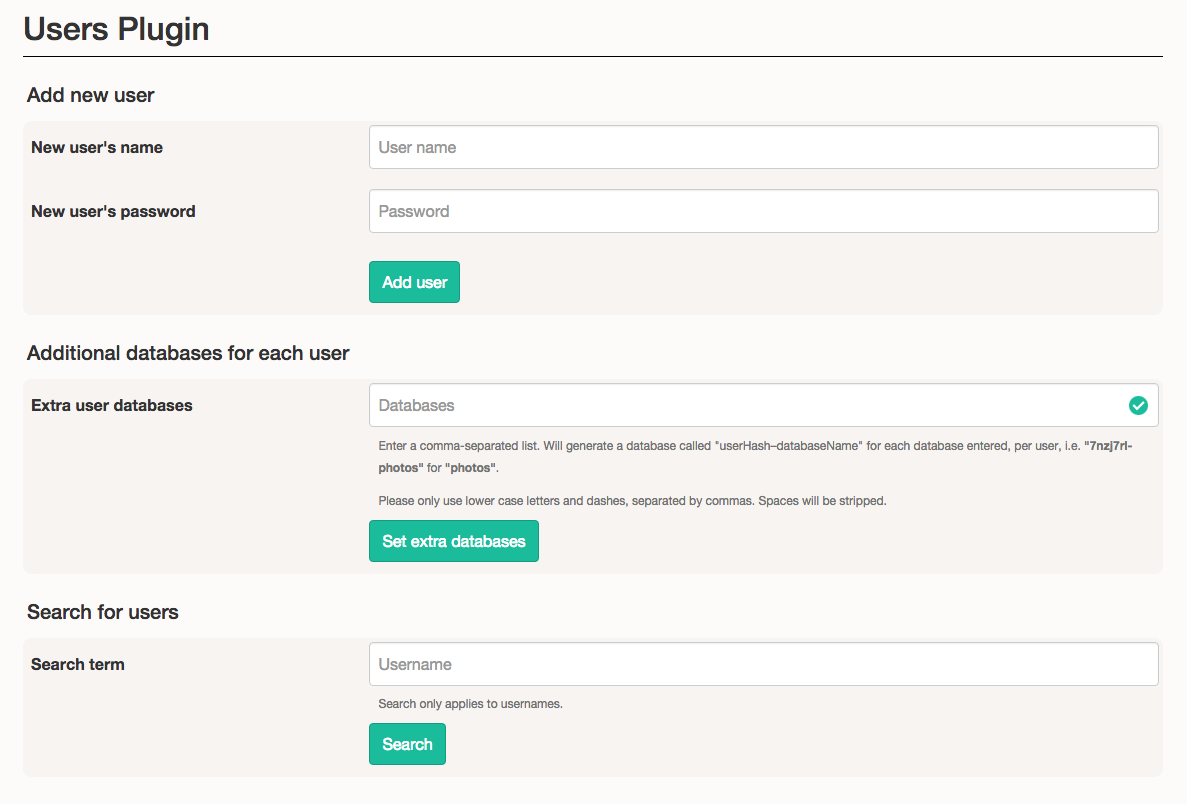 Users Plugin
Add new user
New user's name
User name
New user's password
Password
Add user
Additional databases for each user
Extra user databases
Databases
Enter a comma-separated list. Will generate a database called "userHash–databaseName" for each database entered, per user, i.e. "7nzj7rl-
photos" for "photos".
Please only use lower case letters and dashes, separated by commas. Spaces will be stripped.
Set extra databases
Search for users
Search term
Username
Search only applies to usernames.
Search